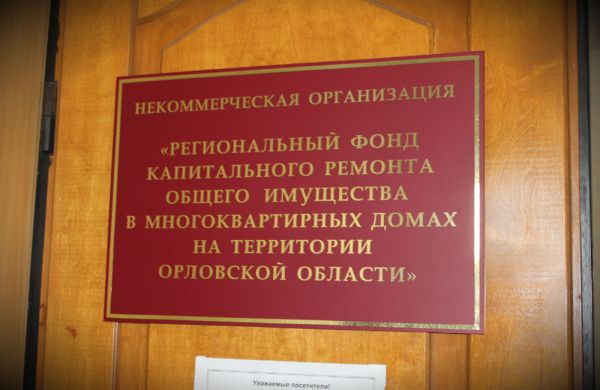 НЕКОММЕРЧЕСКАЯ ОРГАНИЗАЦИЯ
«РЕГИОНАЛЬНЫЙ ФОНД
КАПИТАЛЬНОГО РЕМОНТА
ОБЩЕГО ИМУЩЕСТВА
В МНОГОКВАРТИРНЫХ ДОМАХ
НА ТЕРРИТОРИИ
ОРЛОВСКОЙ ОБЛАСТИ»
Уважаемые посетители!